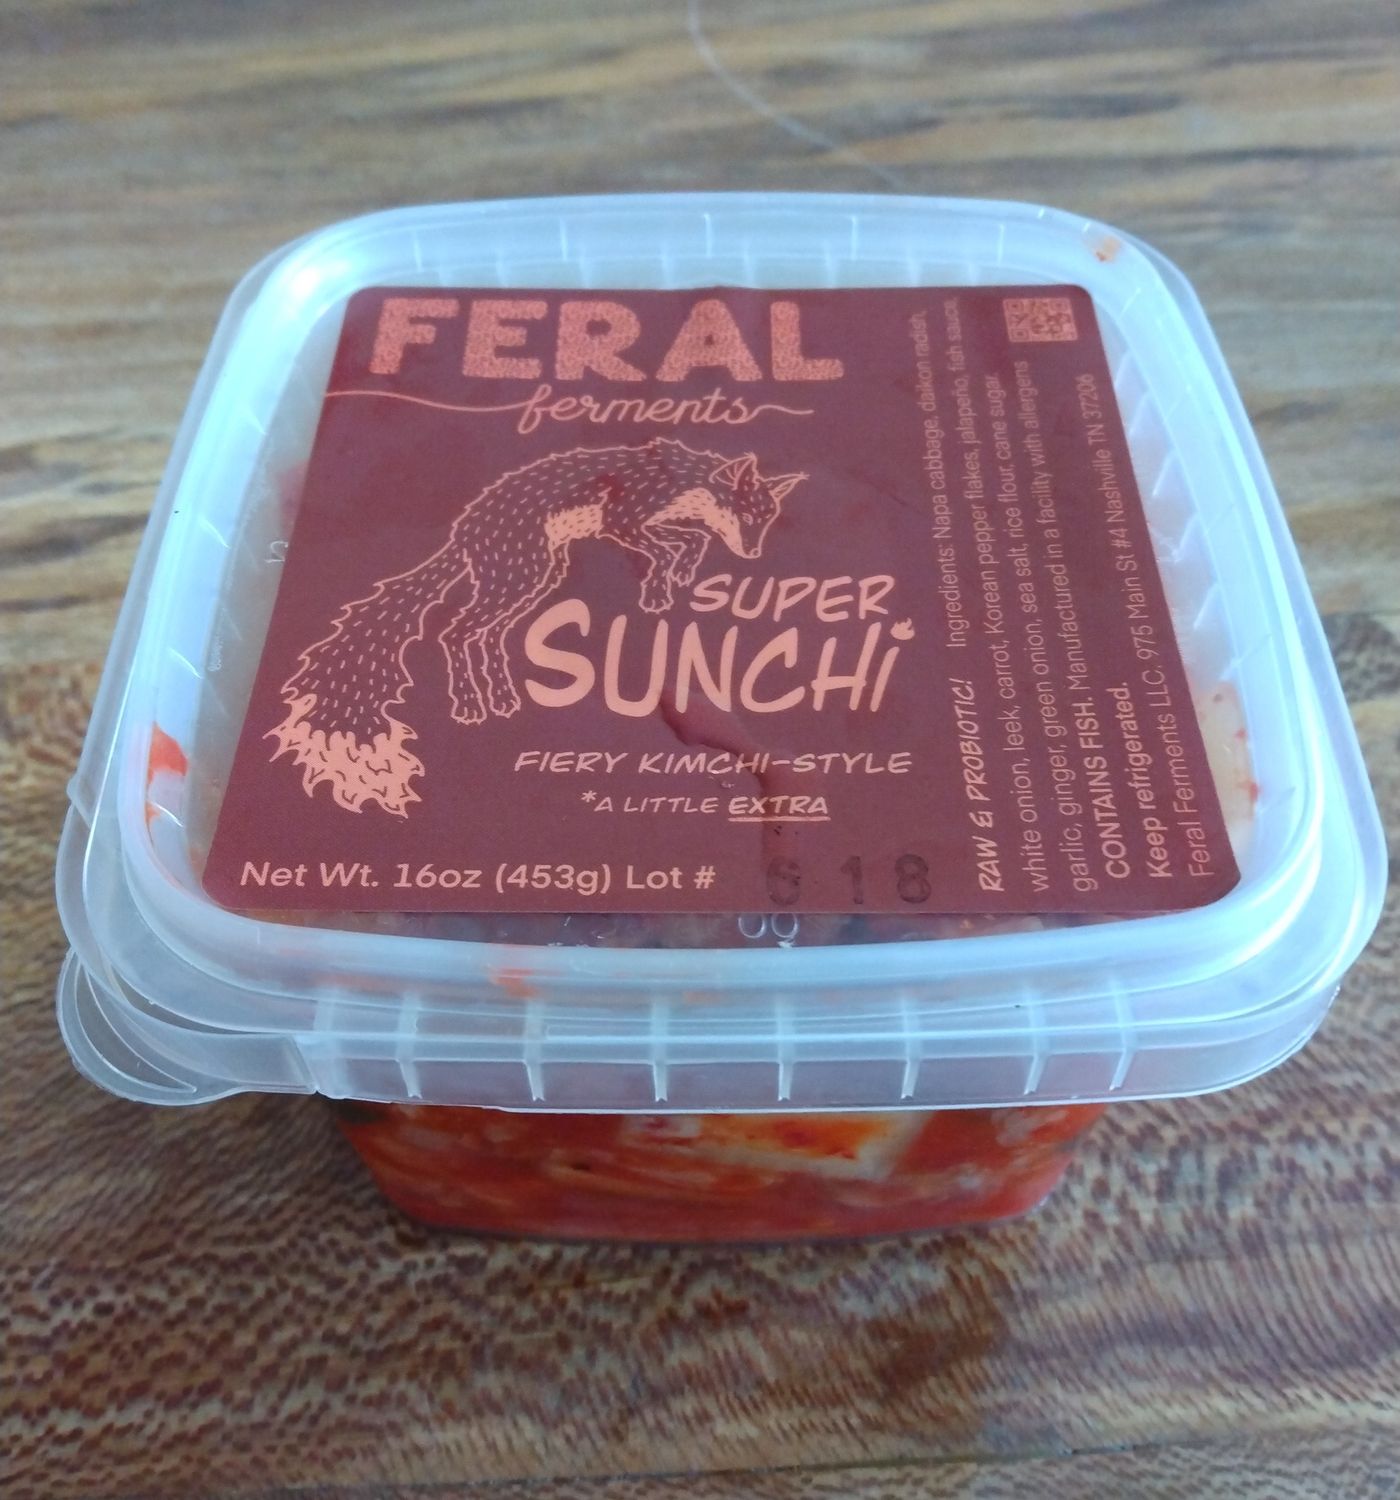 FERAL
ferments
SUPER
SUNCHi
FIERY KIMCHI-STYLE
*A LITTLE EXTRA
Net Wt. 16oz (453g) Lot # 618
RAW & PROBIOTIC! Ingredients: Napa cabbage, daikon radish,
white onion, leek, carrot, Korean pepper flakes, jalapeño, fish sauce,
garlic, ginger, green onion, sea salt, rice flour, cane sugar.
CONTAINS FISH. Manufactured in a facility with allergens
Keep refrigerated.
Feral Ferments LLC, 975 Main St #4 Nashville TN 37206